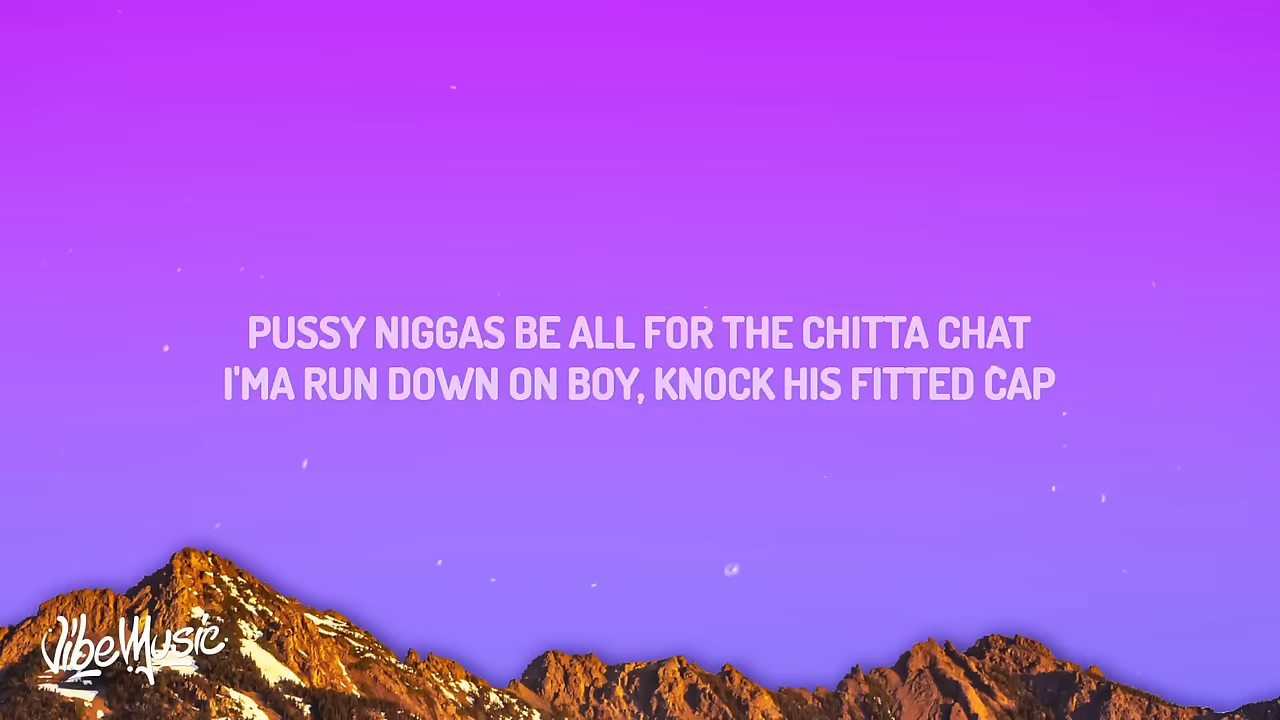 PUSSY NIGGAS BE ALL FOR THE CHITTA CHAT
I'MA RUN DOWN ON BOY, KNOCK HIS FITTED CAP
VibeMusic